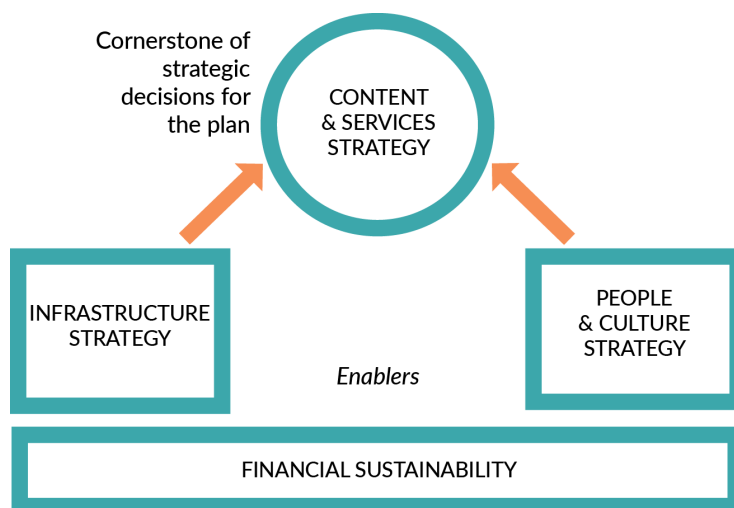 Cornerstone of
strategic
decisions for
the plan
CONTENT
& SERVICES
STRATEGY
INFRASTRUCTURE
STRATEGY
PEOPLE
& CULTURE
STRATEGY
Enablers
FINANCIAL SUSTAINABILITY